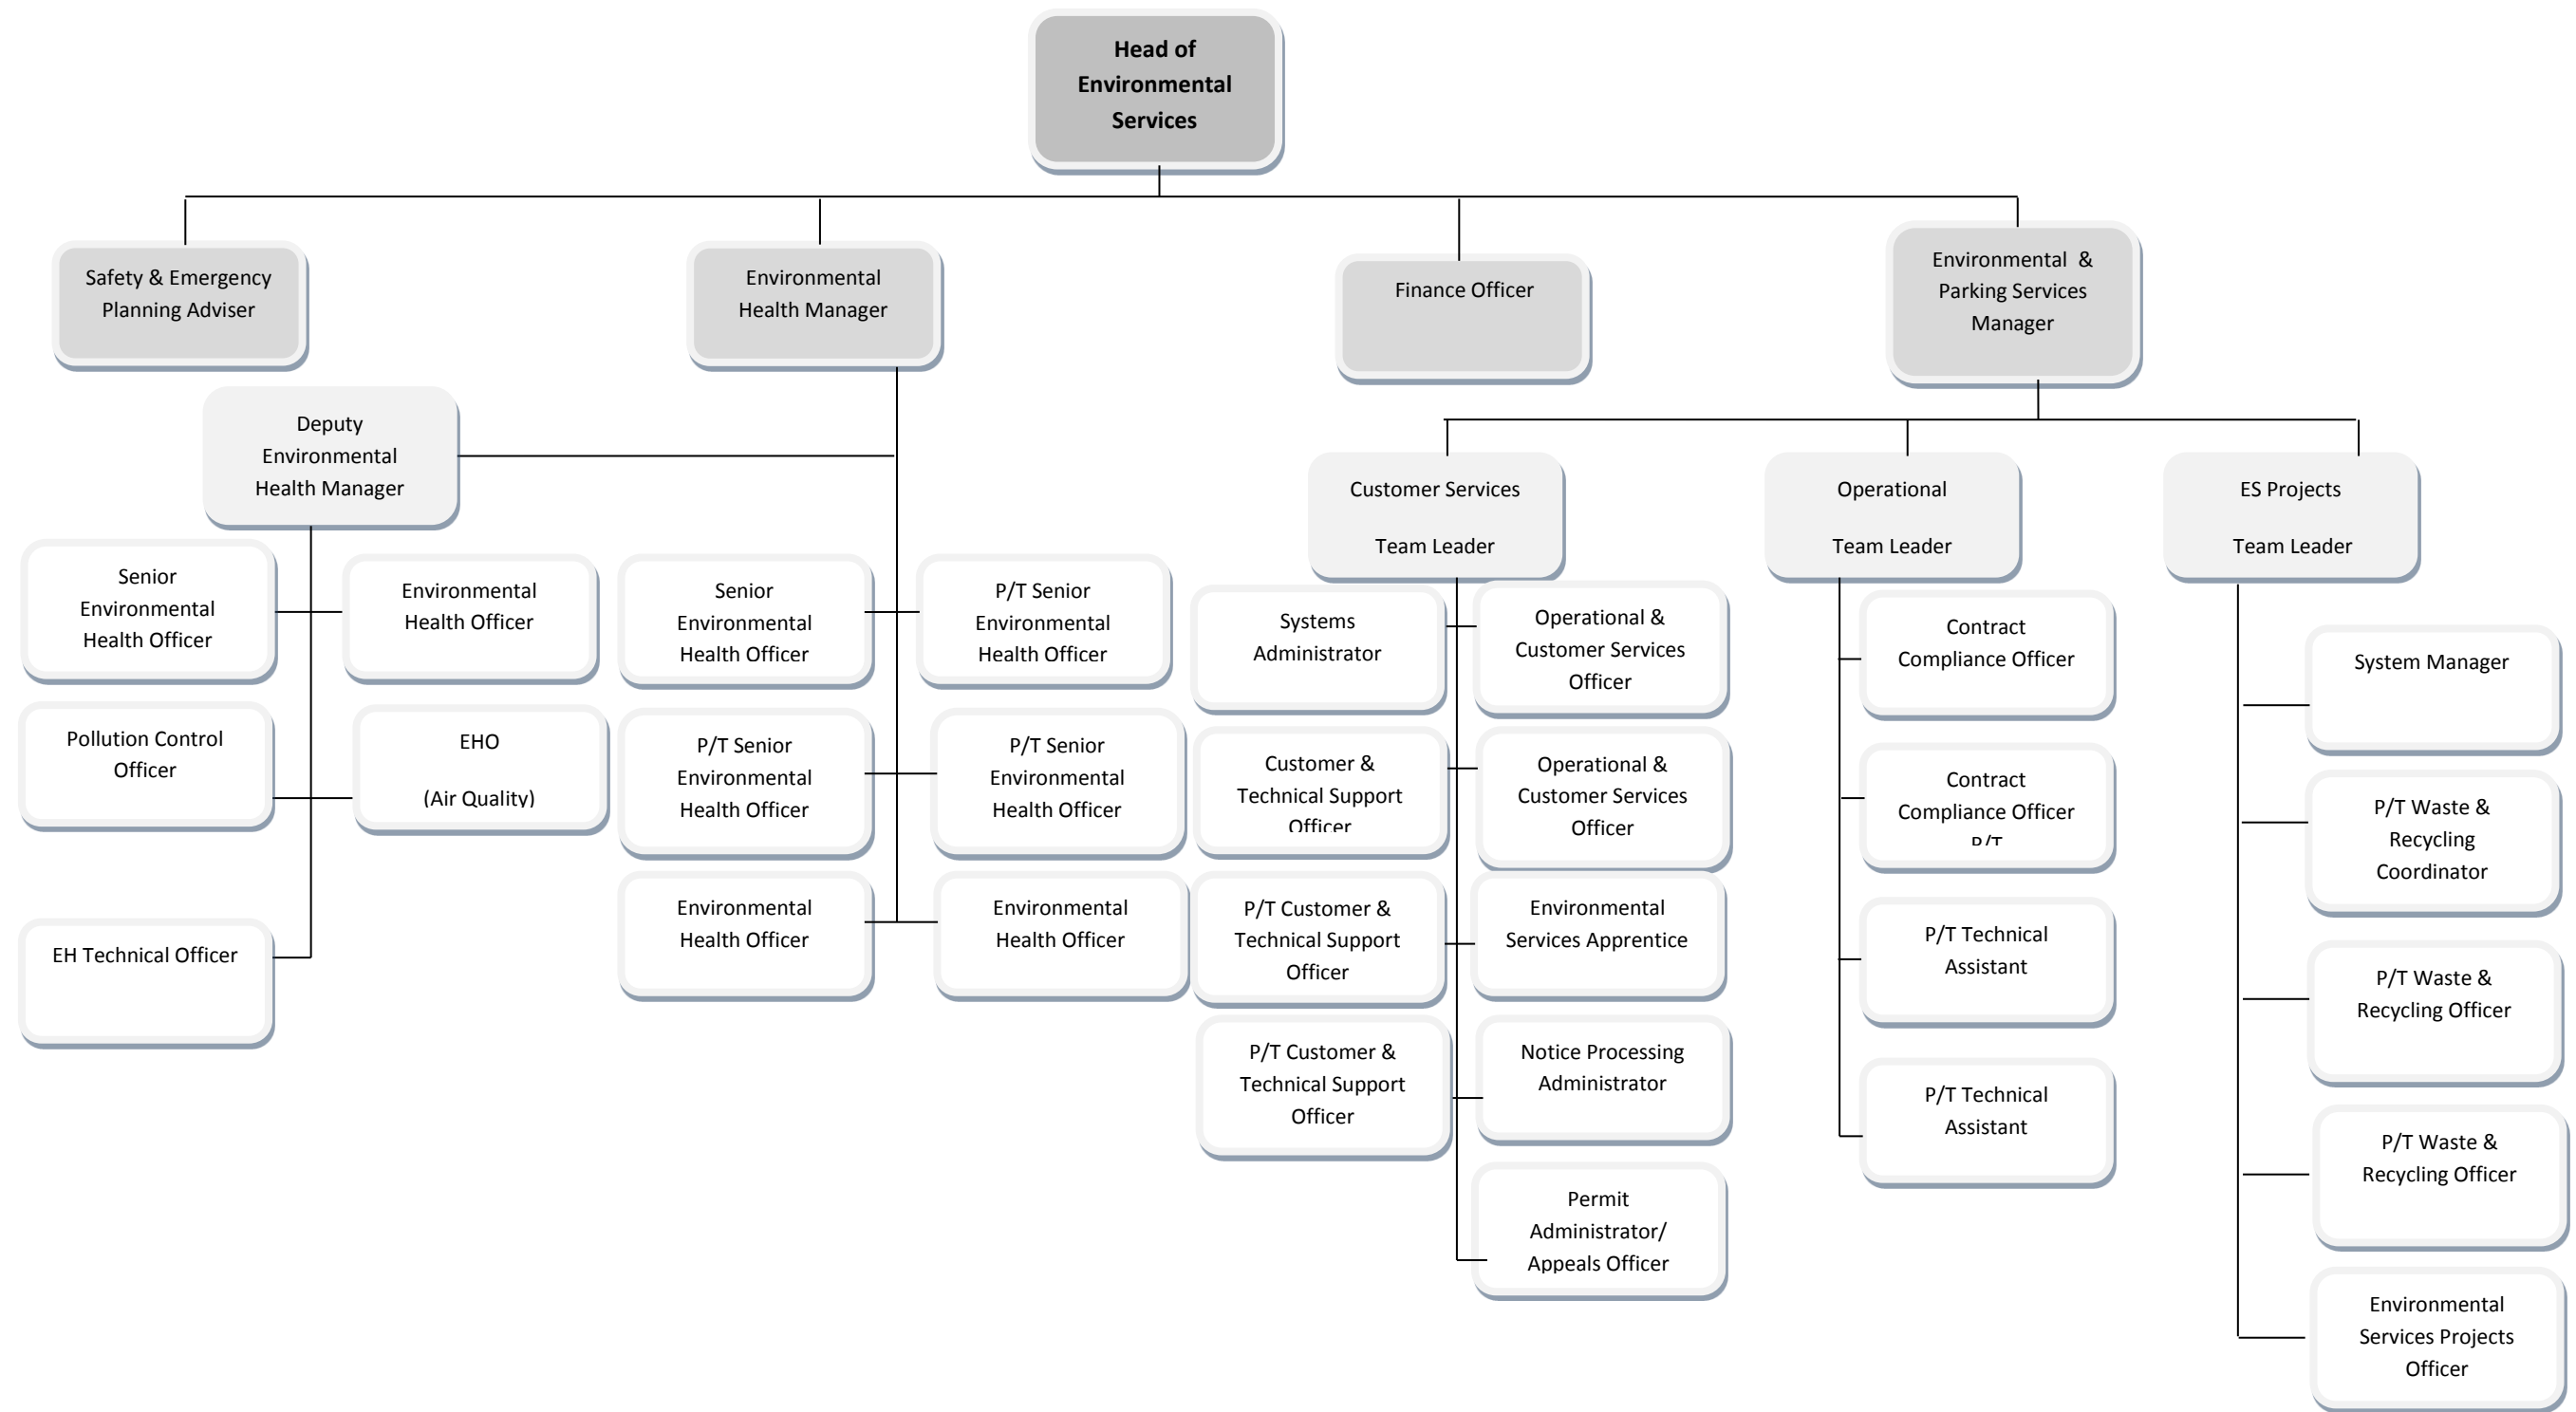 Head of
Environmental
Services
Safety & Emergency
Planning Adviser
Environmental
Health Manager
Finance Officer
Environmental &
Parking Services
Manager
Deputy
Environmental
Health Manager
Senior
Environmental
Health Officer
Environmental
Health Officer
Pollution Control
Officer
EHO
(Air Quality)
EH Technical Officer
Senior
Environmental
Health Officer
P/T Senior
Environmental
Health Officer
P/T Senior
Environmental
Health Officer
P/T Senior
Environmental
Health Officer
Environmental
Health Officer
Environmental
Health Officer
Customer Services
Team Leader
Systems
Administrator
Operational &
Customer Services
Officer
Customer &
Technical Support
Officer
Operational &
Customer Services
Officer
P/T Customer &
Technical Support
Officer
Environmental
Services Apprentice
P/T Customer &
Technical Support
Officer
Notice Processing
Administrator
Permit
Administrator/
Appeals Officer
Operational
Team Leader
Contract
Compliance Officer
Contract
Compliance Officer
P/T
P/T Technical
Assistant
P/T Technical
Assistant
ES Projects
Team Leader
System Manager
P/T Waste &
Recycling
Coordinator
P/T Waste &
Recycling Officer
P/T Waste &
Recycling Officer
Environmental
Services Projects
Officer